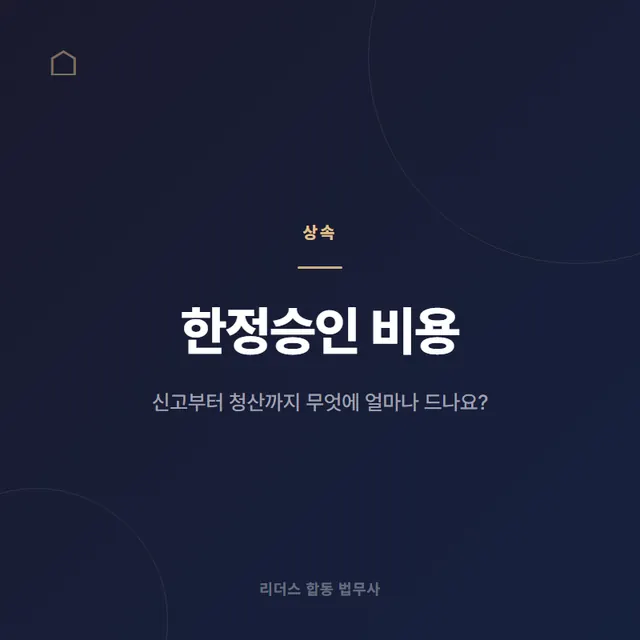 상속
한정승인 비용
신고부터 청산까지 무엇에 얼마나 드나요?
리더스 합동 법무사